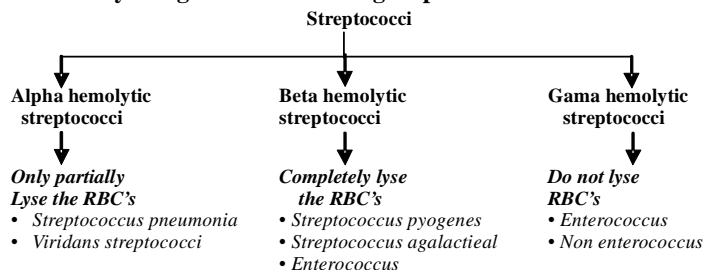 Streptococci
Alpha hemolytic
streptococci
Beta hemolytic
streptococci
Gama hemolytic
streptococci
Only partially
Lyse the RBC's
• Streptococcus pneumonia
• Viridans streptococci
Completely lyse
the RBC's
• Streptococcus pyogenes
• Streptococcus agalactieal
• Enterococcus
Do not lyse
RBC's
• Enterococcus
• Non enterococcus